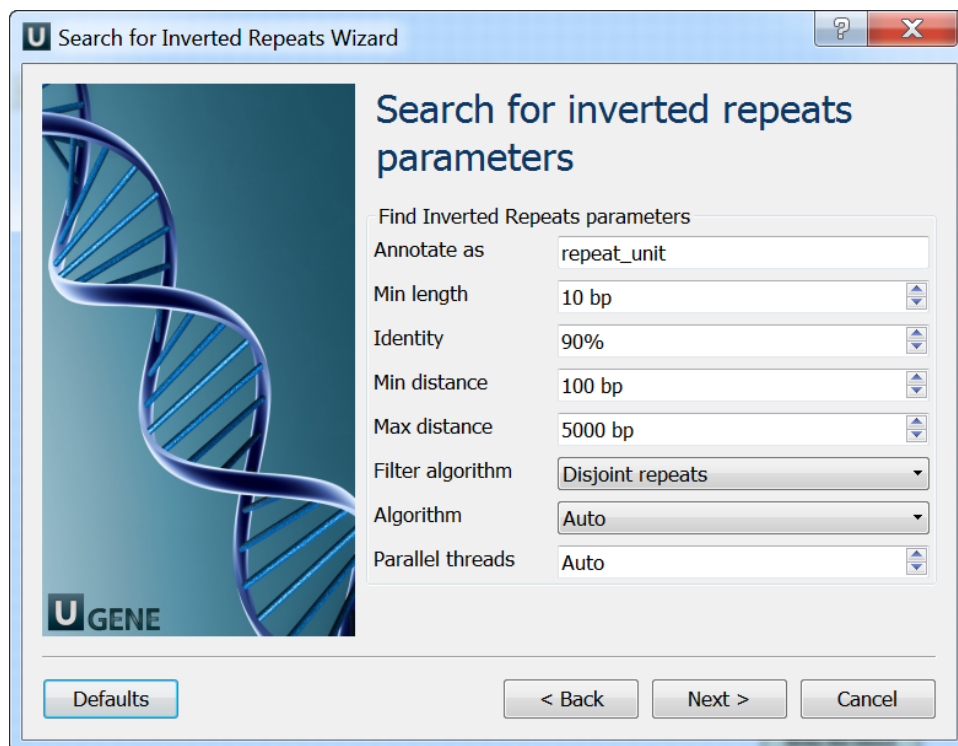 U Search for Inverted Repeats Wizard
Search for inverted repeats
parameters
Find Inverted Repeats parameters
Annotate as repeat_unit
Min length 10 bp
Identity 90%
Min distance 100 bp
Max distance 5000 bp
Filter algorithm Disjoint repeats
Algorithm Auto
Parallel threads Auto
U GENE
Defaults < Back Next > Cancel